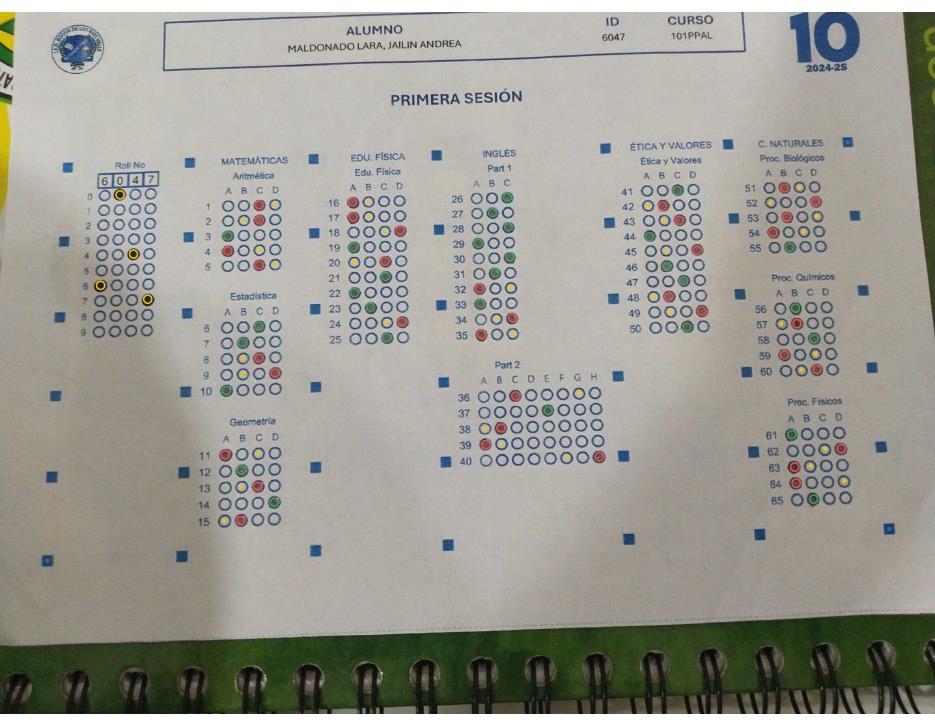 ALUMNO
MALDONADO LARA, JAILIN ANDREA
ID
6047
CURSO
101PPAL
10
2024-2S
PRIMERA SESIÓN
Roll No
6 0 4 7
0
1
2
3
4
5
6
7
8
9
MATEMÁTICAS
Aritmética
A B C D
1
2
3
4
5
Estadística
A B C D
6
7
8
9
10
Geometría
A B C D
11
12
13
14
15
EDU. FÍSICA
Edu. Física
A B C D
16
17
18
19
20
21
22
23
24
25
INGLÉS
Part 1
A B C
26
27
28
29
30
31
32
33
34
35
Part 2
A B C D E F G H
36
37
38
39
40
ÉTICA Y VALORES
Ética y Valores
A B C D
41
42
43
44
45
46
47
48
49
50
C. NATURALES
Proc. Biológicos
A B C D
51
52
53
54
55
Proc. Químicos
A B C D
56
57
58
59
60
Proc. Físicos
A B C D
61
62
63
64
65